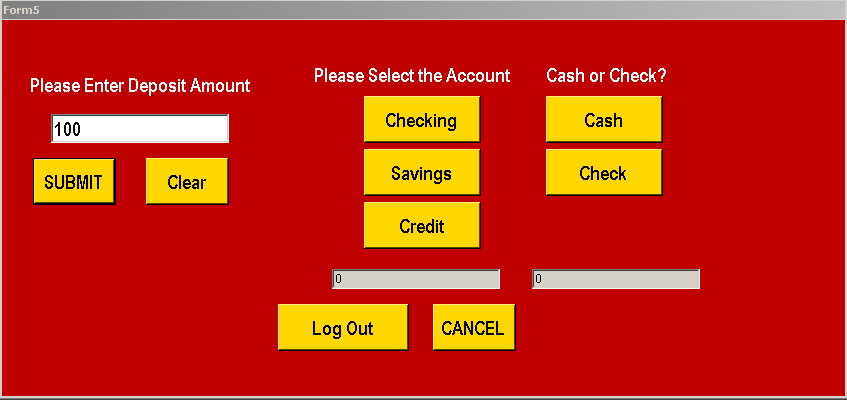 Form5
Please Enter Deposit Amount
100
SUBMIT
Clear
Please Select the Account
Checking
Savings
Credit
Cash or Check?
Cash
Check
0
0
Log Out
CANCEL